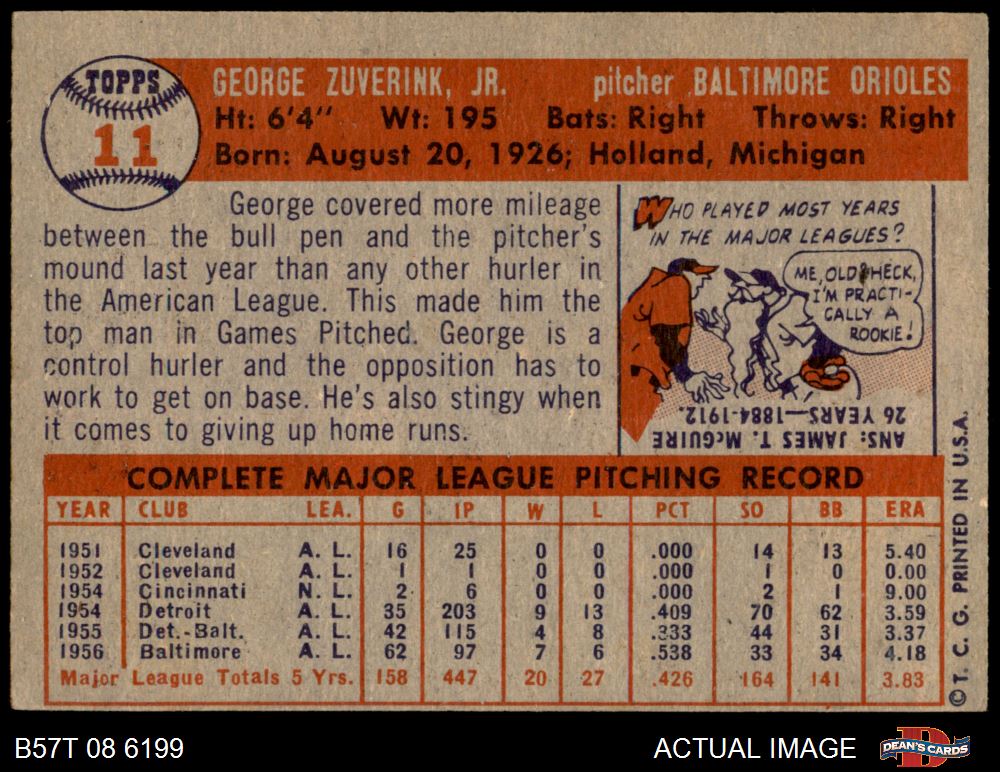 TOPPS
11
GEORGE ZUVERINK, JR. pitcher BALTIMORE ORIOLES
Ht: 6'4" Wt: 195 Bats: Right Throws: Right
Born: August 20, 1926; Holland, Michigan
George covered more mileage
between the bull pen and the pitcher's
mound last year than any other hurler in
the American League. This made him the
top man in Games Pitched. George is a
control hurler and the opposition has to
work to get on base. He's also stingy when
it comes to giving up home runs.
WHO PLAYED MOST YEARS
IN THE MAJOR LEAGUES?
ME, OLD? HECK,
I'M PRACTI-
CALLY A
ROOKIE!
ANS: JAMES T. McGUIRE
26 YEARS—1884-1912.
COMPLETE MAJOR LEAGUE PITCHING RECORD
YEAR CLUB LEA. G IP W L PCT SO BB ERA
1951 Cleveland A. L. 16 25 0 0 .000 14 13 5.40
1952 Cleveland A. L. 1 1 0 0 .000 1 0 0.00
1954 Cincinnati N. L. 2 6 0 0 .000 2 1 9.00
1954 Detroit A. L. 35 203 9 13 .409 70 62 3.59
1955 Det.-Balt. A. L. 42 115 4 8 .333 44 31 3.37
1956 Baltimore A. L. 62 97 7 6 .538 33 34 4.18
Major League Totals 5 Yrs. 158 447 20 27 .426 164 141 3.83
©T. C. G. PRINTED IN U.S.A.
B57T 08 6199 ACTUAL IMAGE DEAN'S CARDS